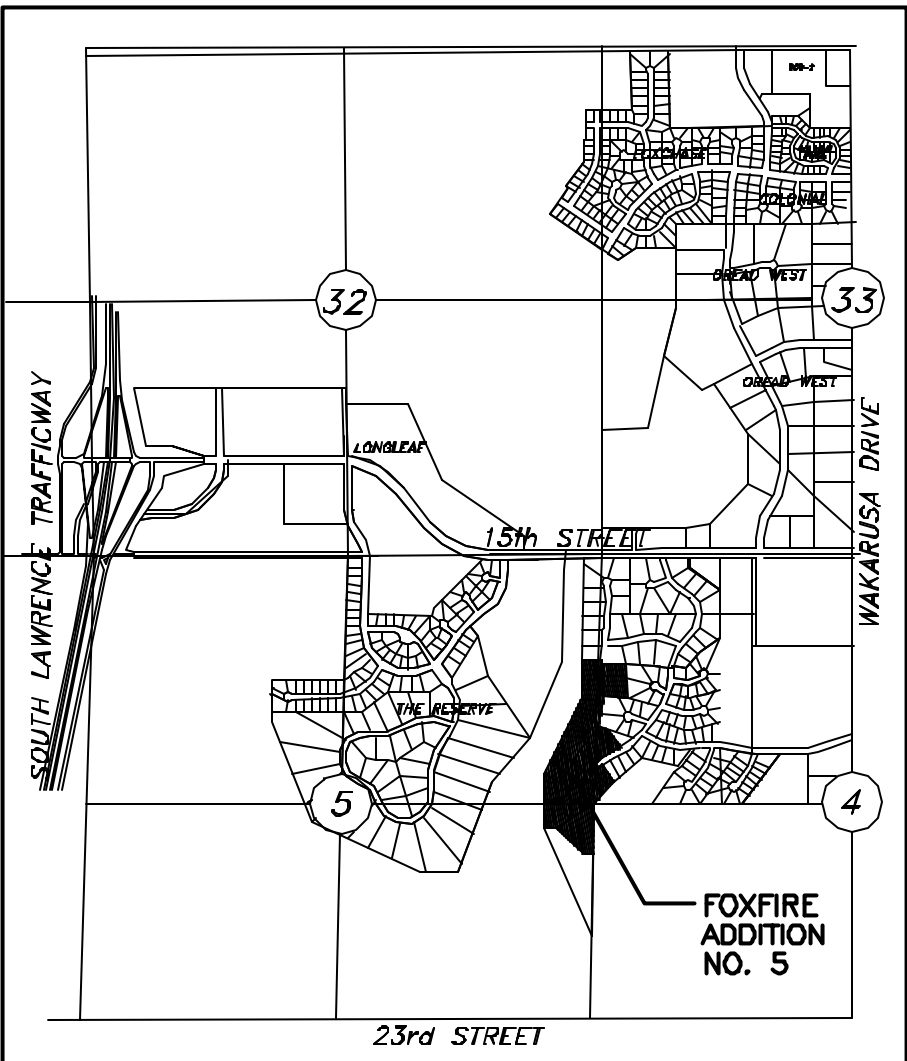 FOXCHASE
COLONIAL
OREAD WEST
32
33
OREAD WEST
LONGLEAF
15th STREET
SOUTH LAWRENCE TRAFFICWAY
WAKARUSA DRIVE
THE RESERVE
5
4
FOXFIRE
ADDITION
NO. 5
23rd STREET